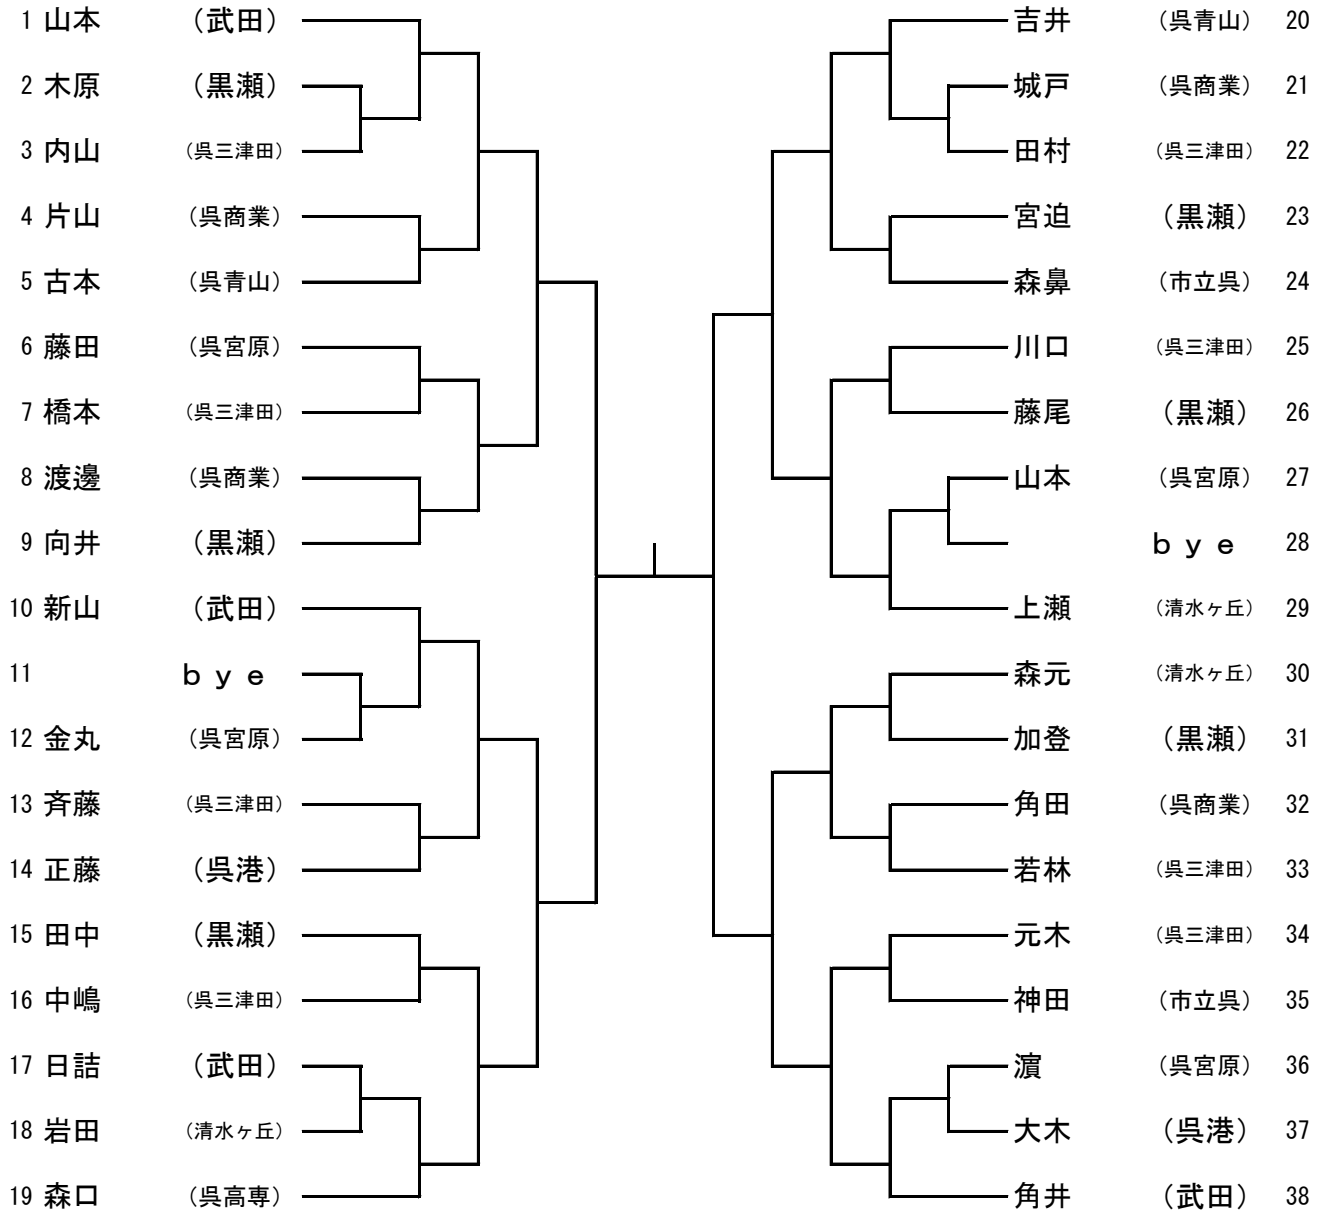 1 山本 （武田）
2 木原 （黒瀬）
3 内山 （呉三津田）
4 片山 （呉商業）
5 古本 （呉青山）
6 藤田 （呉宮原）
7 橋本 （呉三津田）
8 渡邊 （呉商業）
9 向井 （黒瀬）
10 新山 （武田）
11 ｂｙｅ
12 金丸 （呉宮原）
13 斉藤 （呉三津田）
14 正藤 （呉港）
15 田中 （黒瀬）
16 中嶋 （呉三津田）
17 日詰 （武田）
18 岩田 （清水ヶ丘）
19 森口 （呉高専）
吉井 （呉青山） 20
城戸 （呉商業） 21
田村 （呉三津田） 22
宮迫 （黒瀬） 23
森鼻 （市立呉） 24
川口 （呉三津田） 25
藤尾 （黒瀬） 26
山本 （呉宮原） 27
ｂｙｅ 28
上瀬 （清水ヶ丘） 29
森元 （清水ヶ丘） 30
加登 （黒瀬） 31
角田 （呉商業） 32
若林 （呉三津田） 33
元木 （呉三津田） 34
神田 （市立呉） 35
濵 （呉宮原） 36
大木 （呉港） 37
角井 （武田） 38